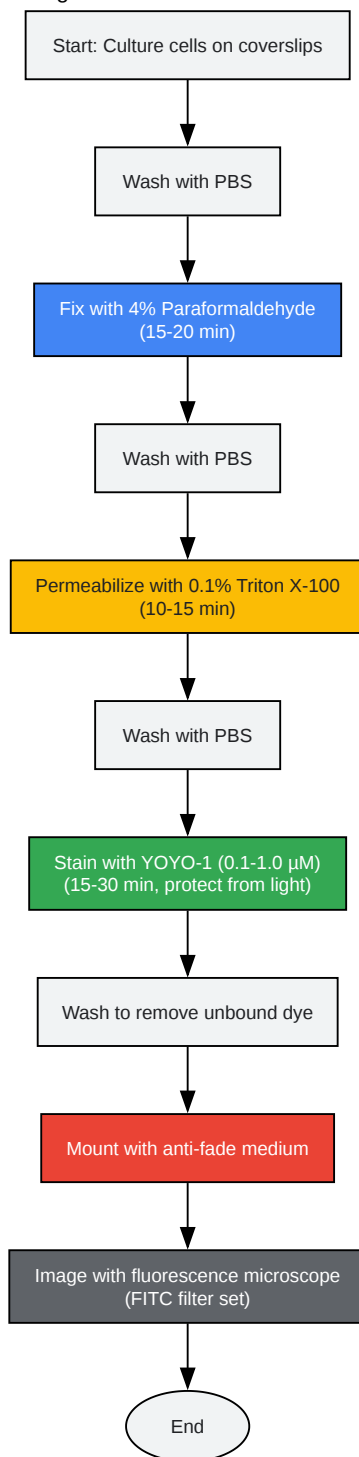 Start: Culture cells on coverslips
Wash with PBS
Fix with 4% Paraformaldehyde
(15-20 min)
Wash with PBS
Permeabilize with 0.1% Triton X-100
(10-15 min)
Wash with PBS
Stain with YOYO-1 (0.1-1.0 µM)
(15-30 min, protect from light)
Wash to remove unbound dye
Mount with anti-fade medium
Image with fluorescence microscope
(FITC filter set)
End